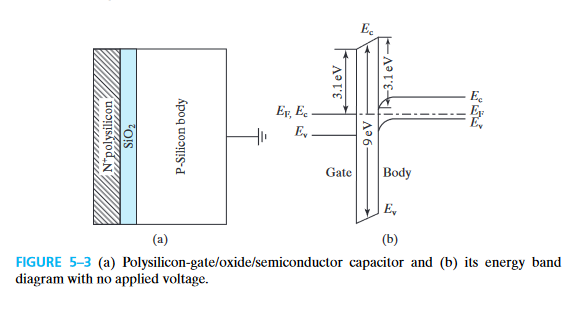 N⁺polysilicon
SiO₂
P-Silicon body
(a)
E_c
3.1 eV
3.1 eV
E_F, E_c
E_v
9 eV
E_c
E_F
E_v
Gate
Body
E_v
(b)
FIGURE 5–3 (a) Polysilicon-gate/oxide/semiconductor capacitor and (b) its energy band
diagram with no applied voltage.